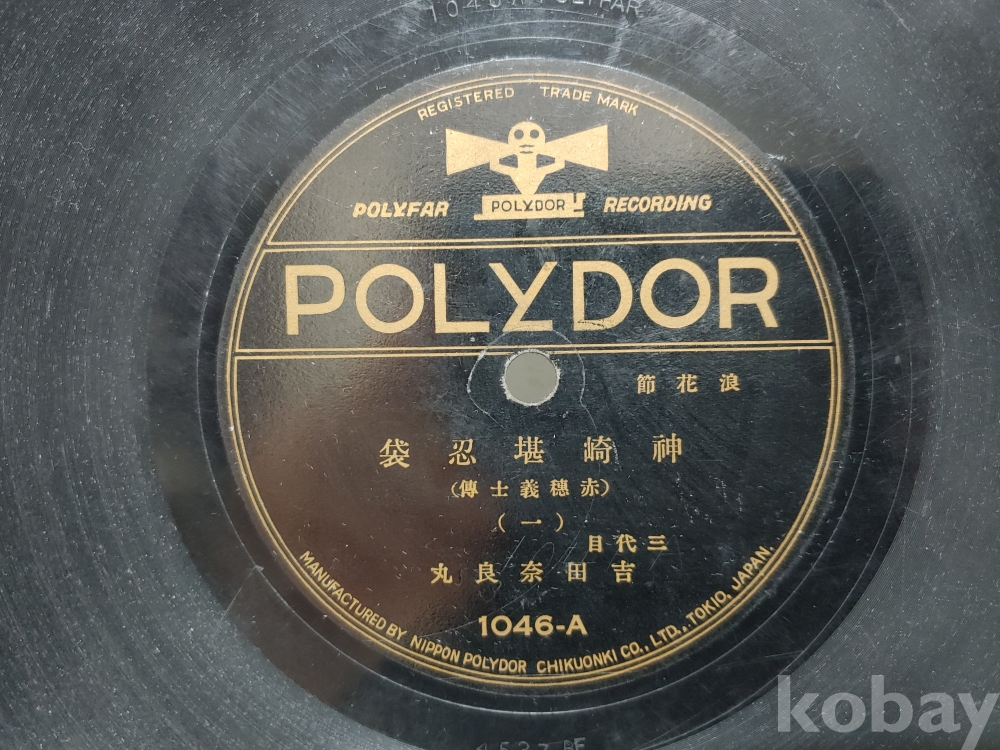 REGISTERED TRADE MARK
POLYFAR POLYDOR RECORDING
POLYDOR
浪花節
神崎堪忍袋
(赤穗義士傳)
(一)
三代目
吉田奈良丸
1046-A
MANUFACTURED BY NIPPON POLYDOR CHIKUONKI CO., LTD., TOKIO, JAPAN.
kobay